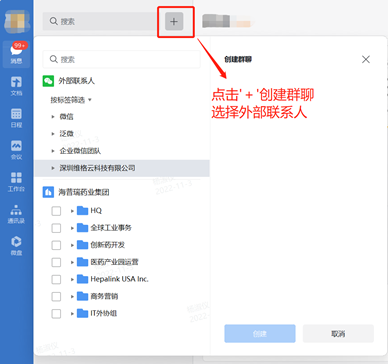 搜索
+
99+
消息
文档
日程
会议
工作台
通讯录
微盘
搜索
外部联系人
按标签筛选
微信
泛微
企业微信团队
深圳维格云科技有限公司
海普瑞药业集团
HQ
全球工业事务
创新药开发
医药产业园运营
Hepalink USA Inc.
商务营销
IT外协组
创建群聊
点击' + '创建群聊
选择外部联系人
创建
取消